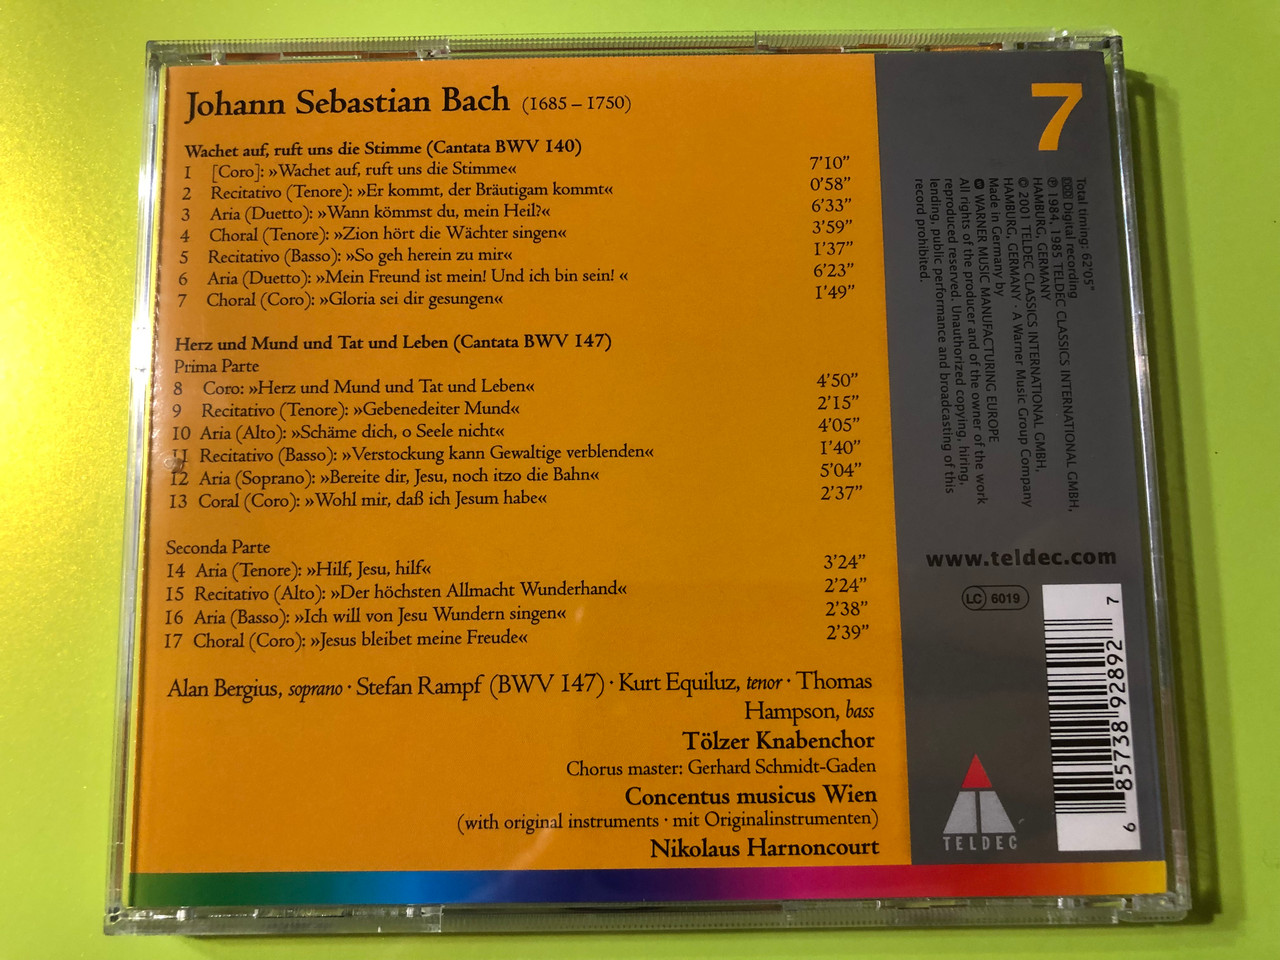 Johann Sebastian Bach (1685 – 1750)
Wachet auf, ruft uns die Stimme (Cantata BWV 140)
1 [Coro]: »Wachet auf, ruft uns die Stimme« 7’10”
2 Recitativo (Tenore): »Er kommt, der Bräutigam kommt« 0’58”
3 Aria (Duetto): »Wann kömmst du, mein Heil?« 6’33”
4 Choral (Tenore): »Zion hört die Wächter singen« 3’59”
5 Recitativo (Basso): »So geh herein zu mir« 1’37”
6 Aria (Duetto): »Mein Freund ist mein! Und ich bin sein! « 6’23”
7 Choral (Coro): »Gloria sei dir gesungen« 1’49”
Herz und Mund und Tat und Leben (Cantata BWV 147)
Prima Parte
8 Coro: »Herz und Mund und Tat und Leben« 4’50”
9 Recitativo (Tenore): »Gebenedeiter Mund« 2’15”
10 Aria (Alto): »Schäme dich, o Seele nicht« 4’05”
11 Recitativo (Basso): »Verstockung kann Gewaltige verblenden« 1’40”
12 Aria (Soprano): »Bereite dir, Jesu, noch itzo die Bahn« 5’04”
13 Coral (Coro): »Wohl mir, daß ich Jesum habe« 2’37”
Seconda Parte
14 Aria (Tenore): »Hilf, Jesu, hilf« 3’24”
15 Recitativo (Alto): »Der höchsten Allmacht Wunderhand« 2’24”
16 Aria (Basso): »Ich will von Jesu Wundern singen« 2’38”
17 Choral (Coro): »Jesus bleibet meine Freude« 2’39”
Alan Bergius, soprano · Stefan Rampf (BWV 147) · Kurt Equiluz, tenor · Thomas
Hampson, bass
Tölzer Knabenchor
Chorus master: Gerhard Schmidt-Gaden
Concentus musicus Wien
(with original instruments · mit Originalinstrumenten)
Nikolaus Harnoncourt
7
Total timing: 62’05”
DDD Digital recording
℗ 1984, 1985 TELDEC CLASSICS INTERNATIONAL GMBH,
HAMBURG, GERMANY
© 2001 TELDEC CLASSICS INTERNATIONAL GMBH,
HAMBURG, GERMANY · A Warner Music Group Company
Made in Germany by
WARNER MUSIC MANUFACTURING EUROPE
All rights of the producer and of the owner of the work
reproduced reserved. Unauthorized copying, hiring,
lending, public performance and broadcasting of this
record prohibited.
www.teldec.com
LC 6019
6 85738 92892 7
TELDEC